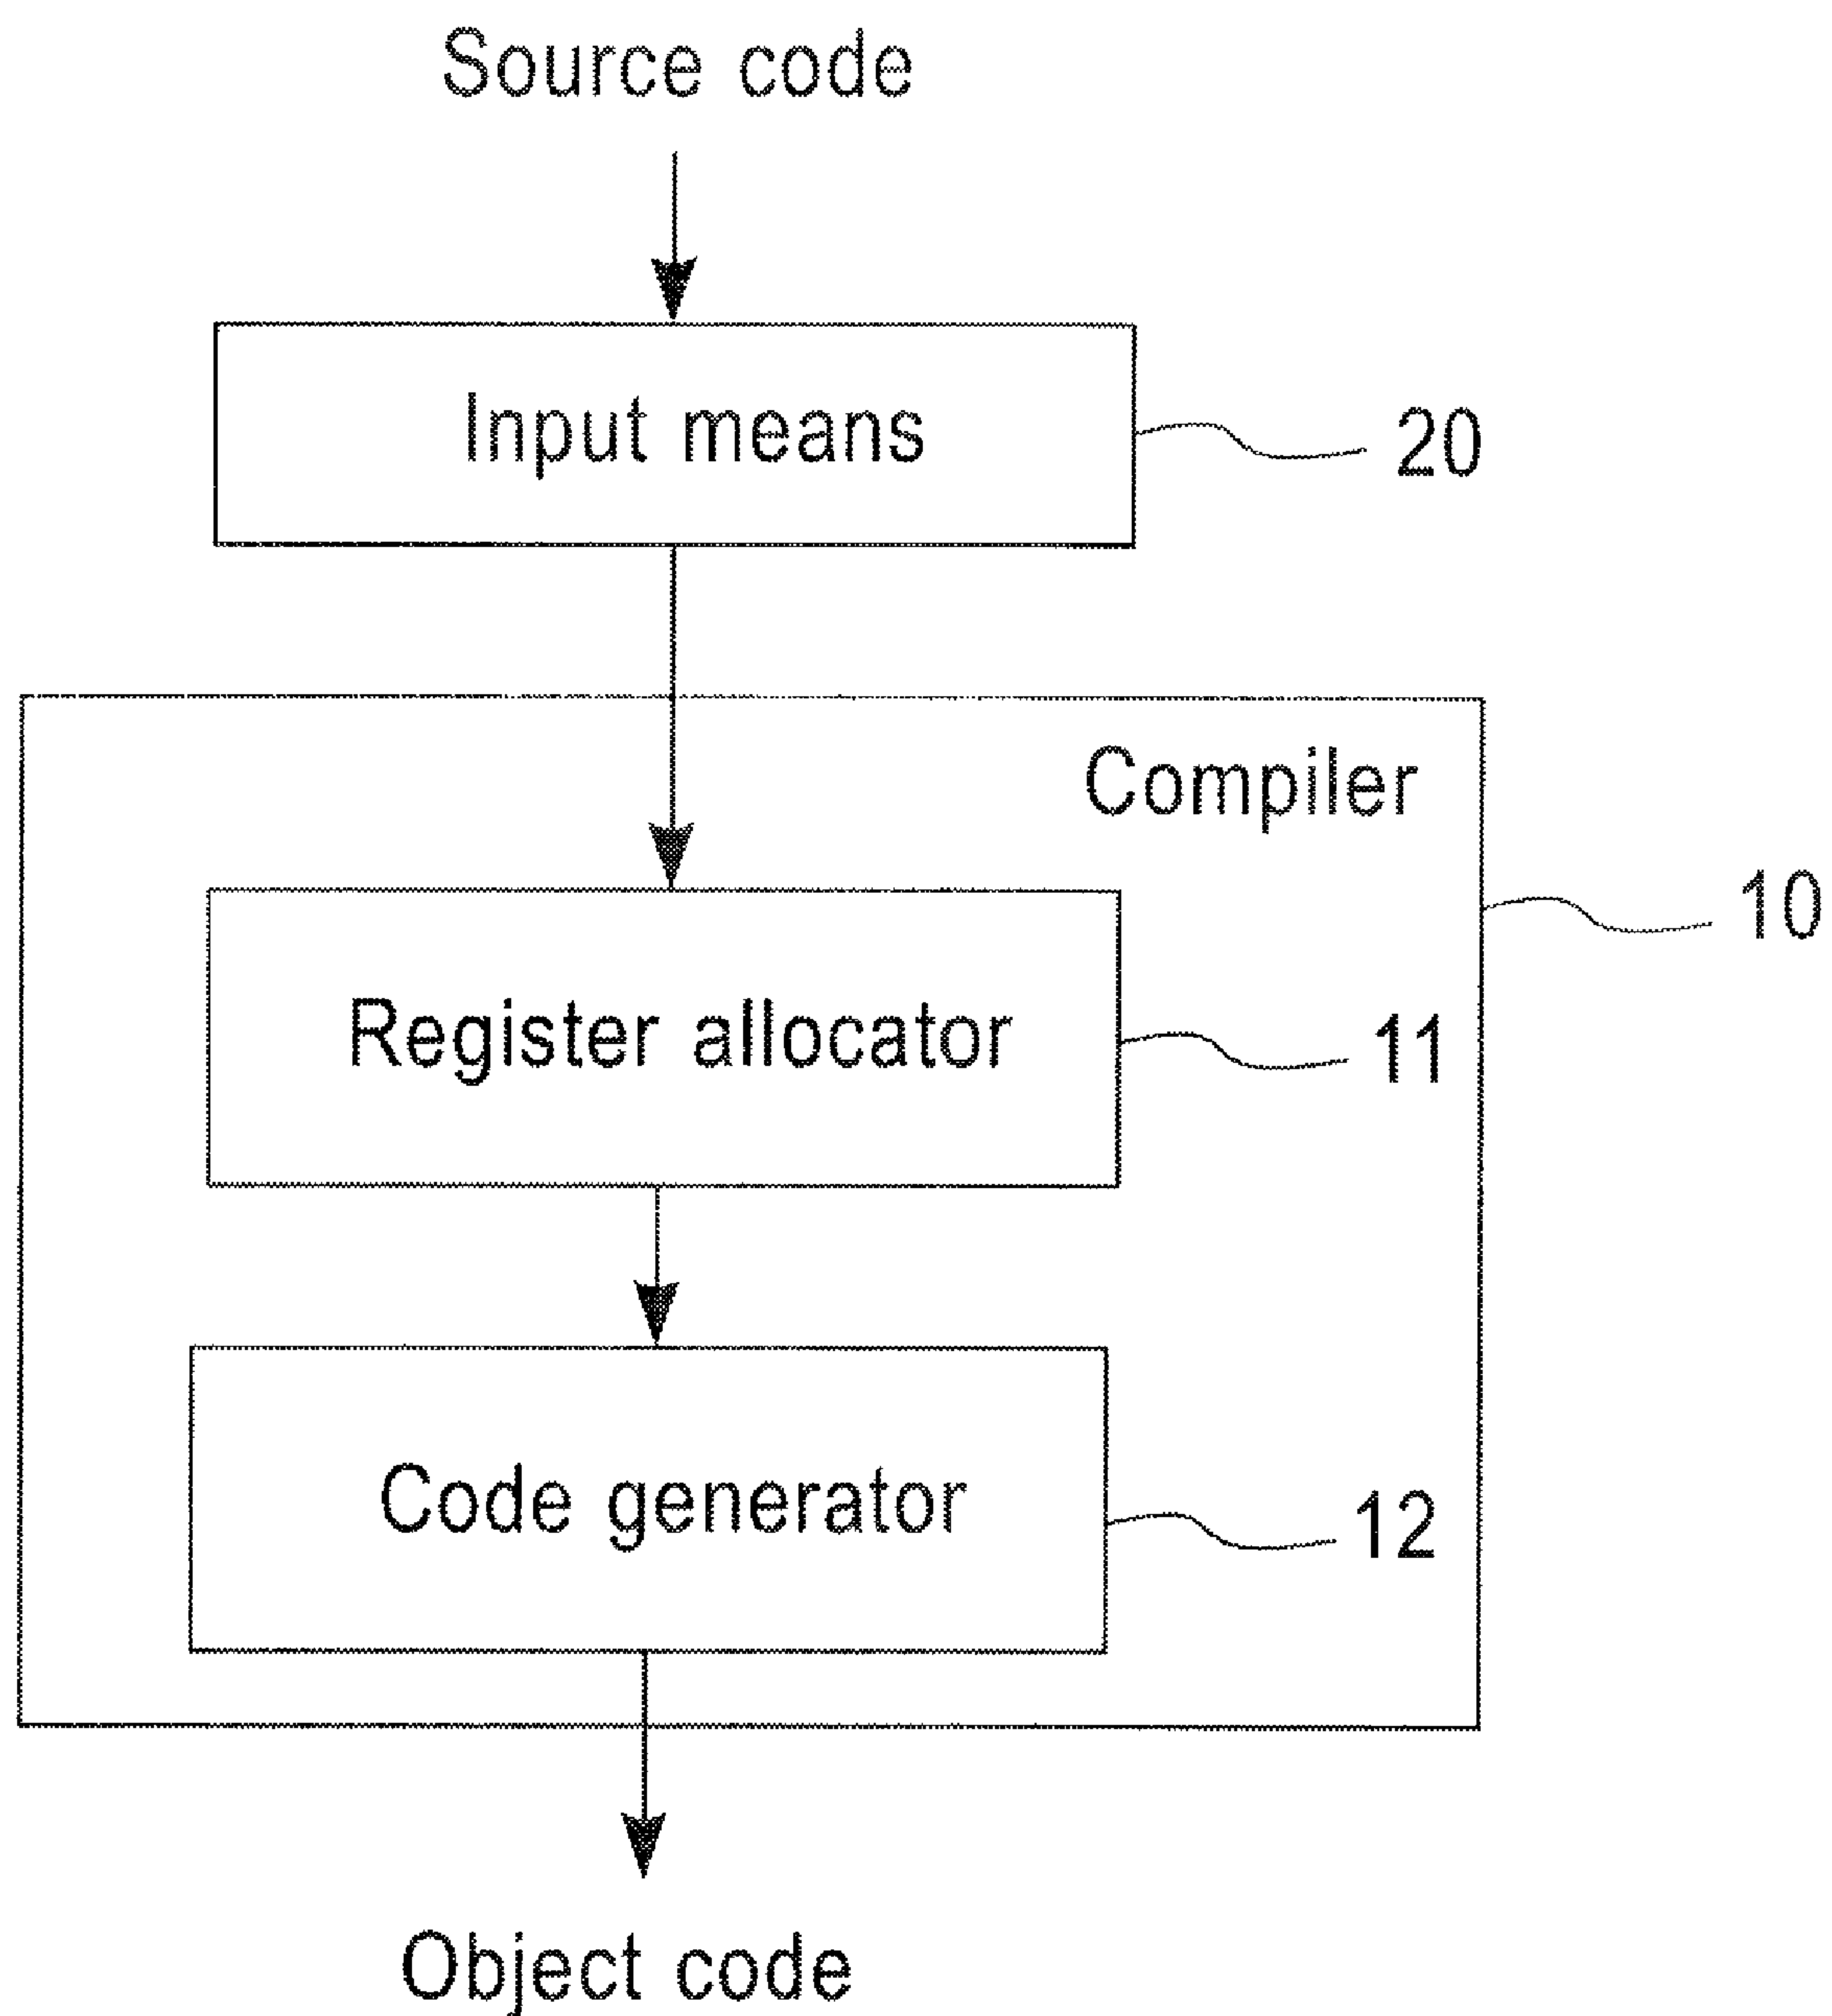 Source code
Input means
20
Compiler
10
Register allocator
11
Code generator
12
Object code